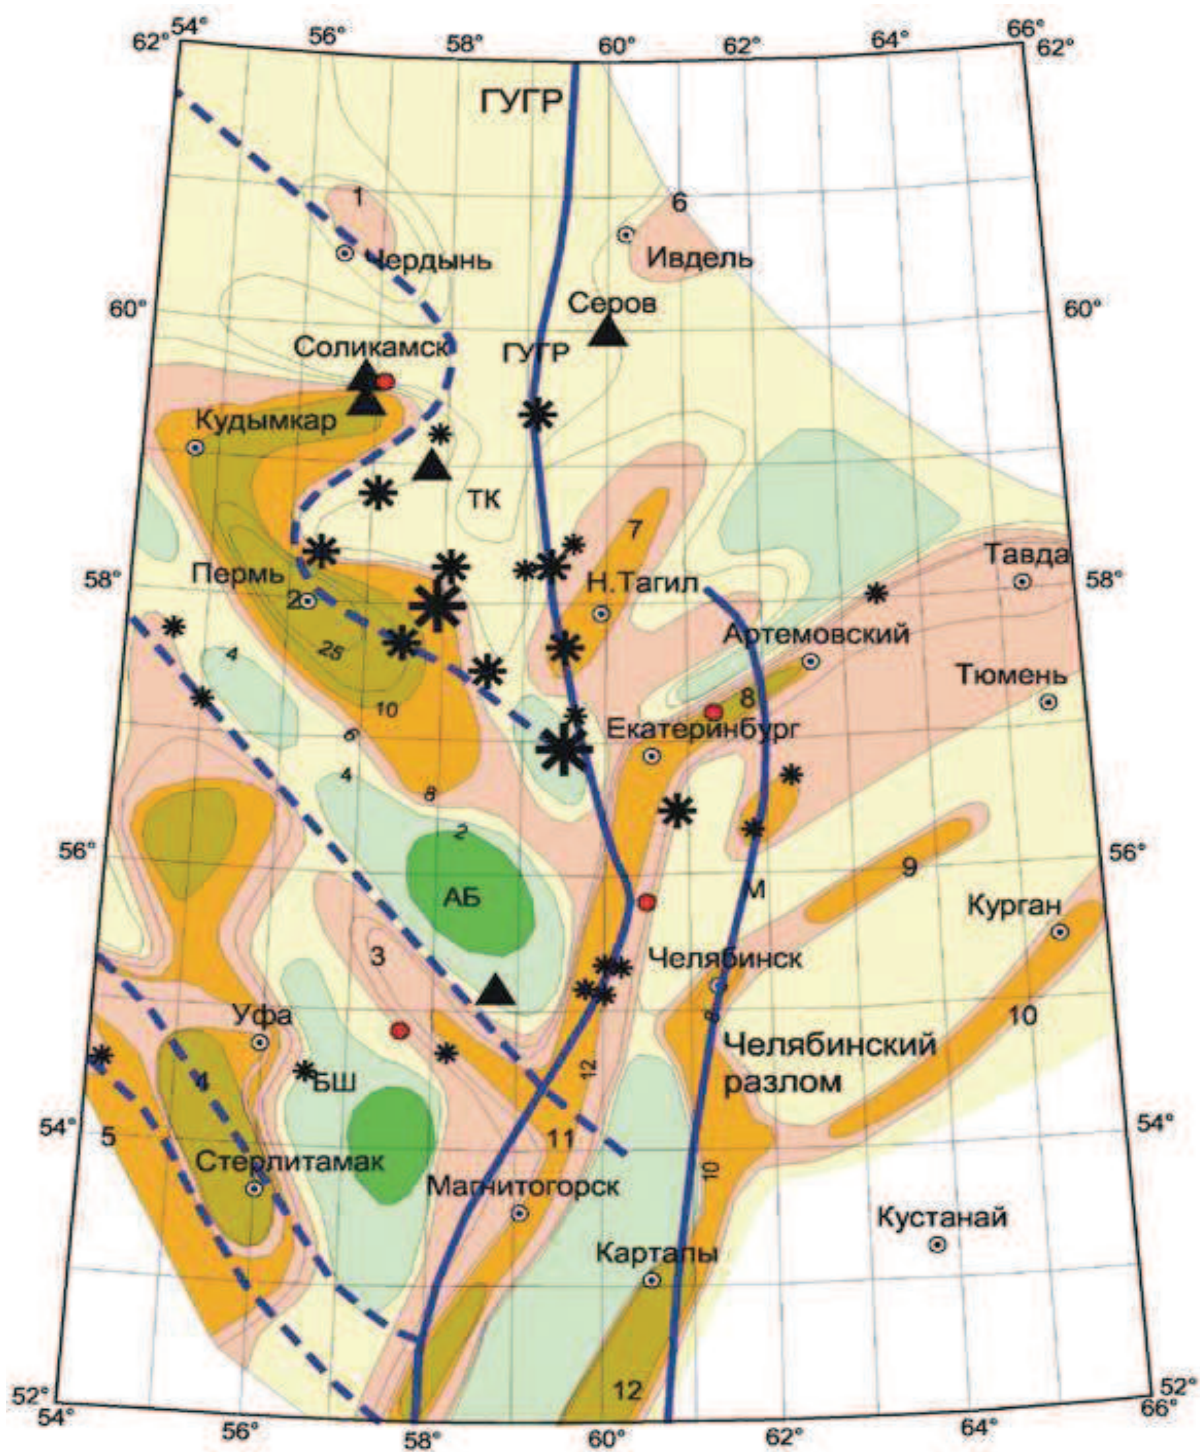 54°
62°
56°
58°
60°
62°
64°
66°
62°
ГУГР
1
6
Чердынь
Ивдель
60°
Серов
60°
Соликамск
ГУГР
Кудымкар
ТК
7
Тавда
58°
Пермь
2
Н.Тагил
58°
25
4
Артемовский
Тюмень
10
8
6
Екатеринбург
4
8
2
56°
56°
9
АБ
М
Курган
3
Челябинск
8
10
Уфа
Челябинский
разлом
12
4
БШ
54°
54°
5
11
Стерлитамак
10
Магнитогорск
Кустанай
Карталы
12
52°
54°
52°
66°
56°
58°
60°
62°
64°